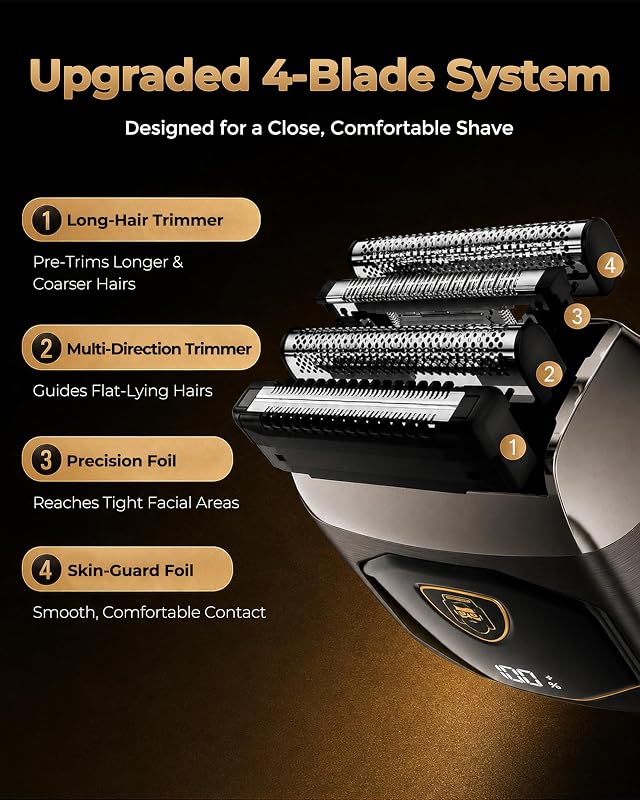 Upgraded 4-Blade System
Designed for a Close, Comfortable Shave
1 Long-Hair Trimmer
Pre-Trims Longer &
Coarser Hairs
2 Multi-Direction Trimmer
Guides Flat-Lying Hairs
3 Precision Foil
Reaches Tight Facial Areas
4 Skin-Guard Foil
Smooth, Comfortable Contact
4
3
2
1
100 %